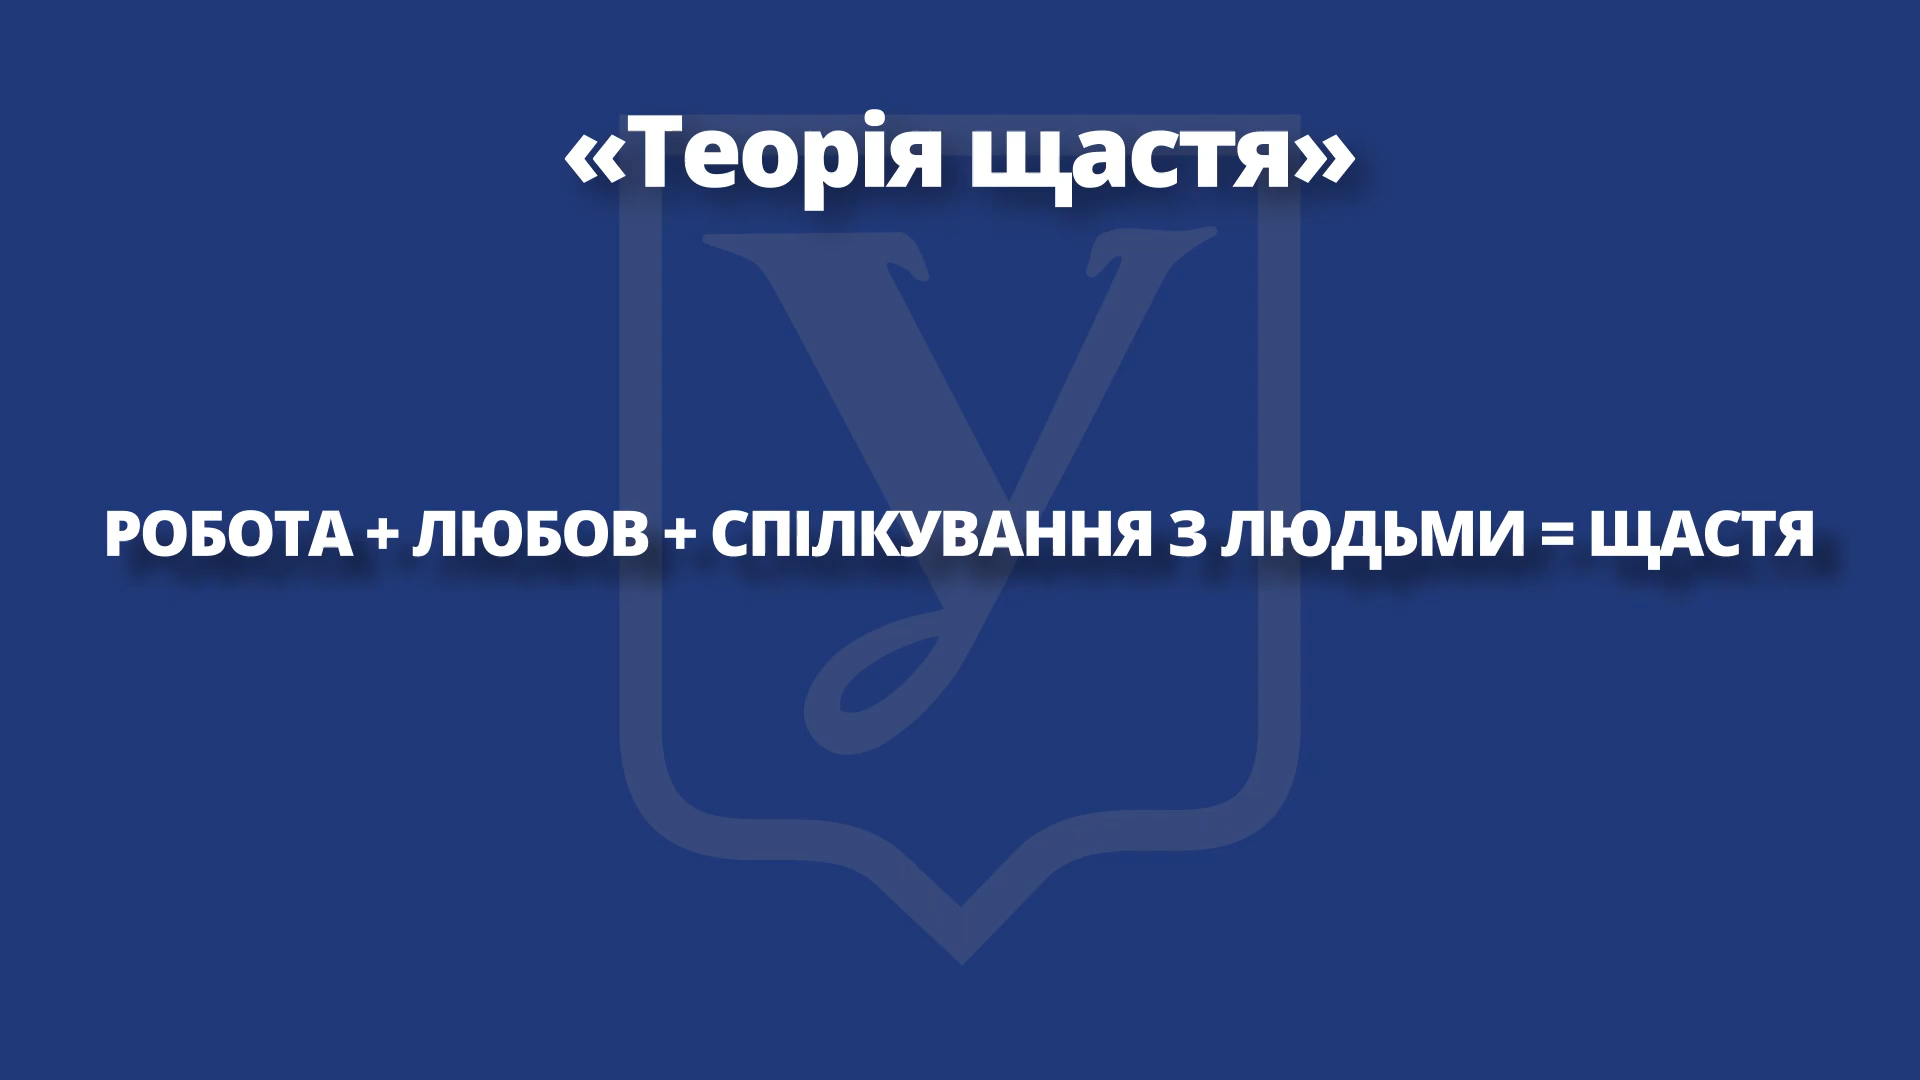 «Теорія щастя»
У
РОБОТА + ЛЮБОВ + СПІЛКУВАННЯ З ЛЮДЬМИ = ЩАСТЯ